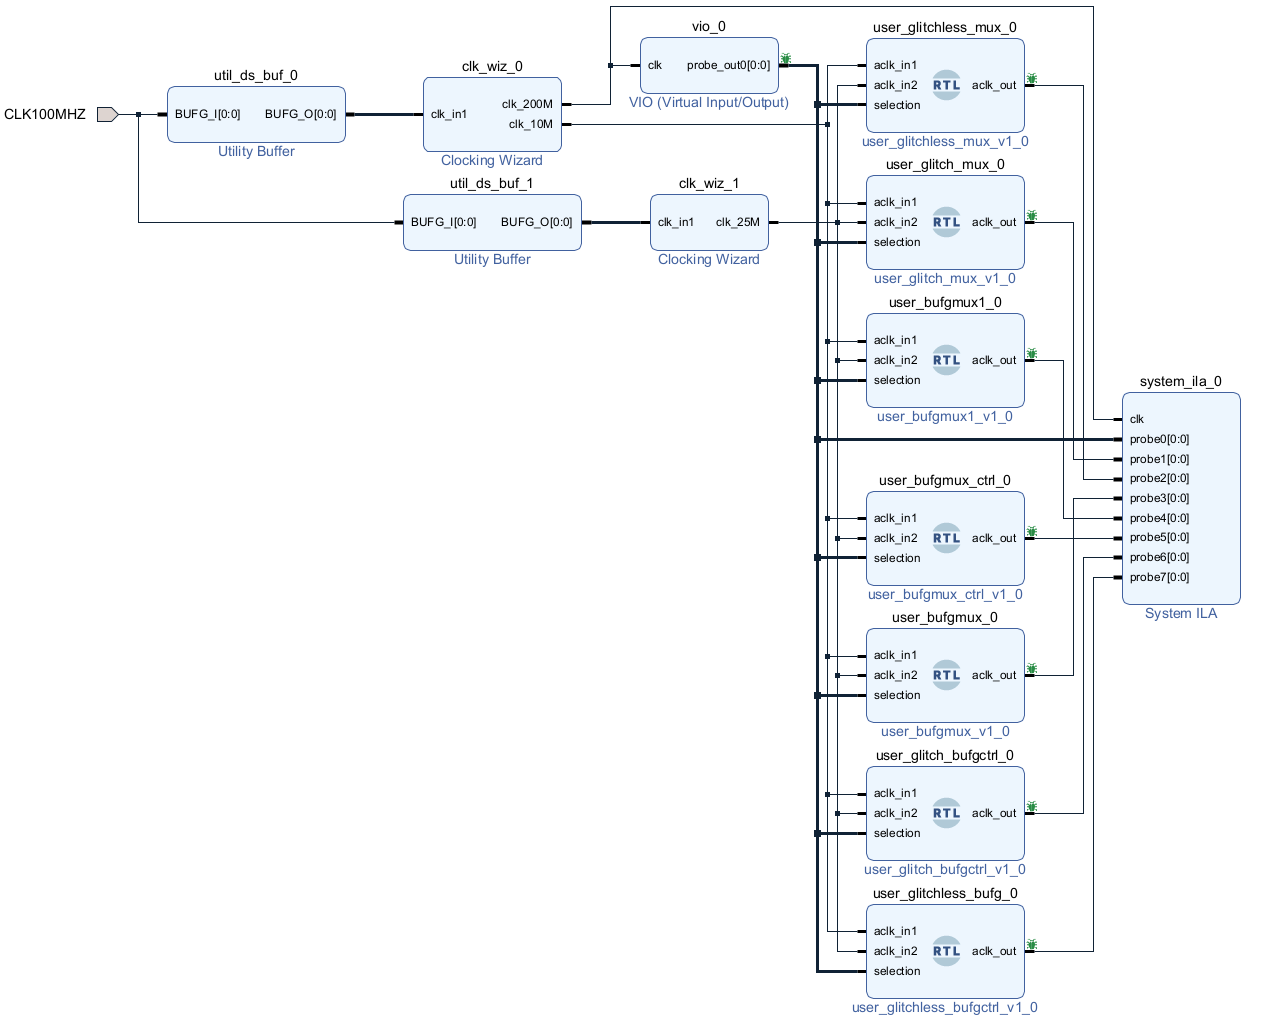 CLK100MHZ
util_ds_buf_0
BUFG_I[0:0] BUFG_O[0:0]
Utility Buffer
clk_wiz_0
clk_in1
clk_200M
clk_10M
Clocking Wizard
vio_0
clk probe_out0[0:0]
VIO (Virtual Input/Output)
util_ds_buf_1
BUFG_I[0:0] BUFG_O[0:0]
Utility Buffer
clk_wiz_1
clk_in1 clk_25M
Clocking Wizard
user_glitchless_mux_0
aclk_in1
aclk_in2 RTL aclk_out
selection
user_glitchless_mux_v1_0
user_glitch_mux_0
aclk_in1
aclk_in2 RTL aclk_out
selection
user_glitch_mux_v1_0
user_bufgmux1_0
aclk_in1
aclk_in2 RTL aclk_out
selection
user_bufgmux1_v1_0
user_bufgmux_ctrl_0
aclk_in1
aclk_in2 RTL aclk_out
selection
user_bufgmux_ctrl_v1_0
user_bufgmux_0
aclk_in1
aclk_in2 RTL aclk_out
selection
user_bufgmux_v1_0
user_glitch_bufgctrl_0
aclk_in1
aclk_in2 RTL aclk_out
selection
user_glitch_bufgctrl_v1_0
user_glitchless_bufg_0
aclk_in1
aclk_in2 RTL aclk_out
selection
user_glitchless_bufgctrl_v1_0
system_ila_0
clk
probe0[0:0]
probe1[0:0]
probe2[0:0]
probe3[0:0]
probe4[0:0]
probe5[0:0]
probe6[0:0]
probe7[0:0]
System ILA